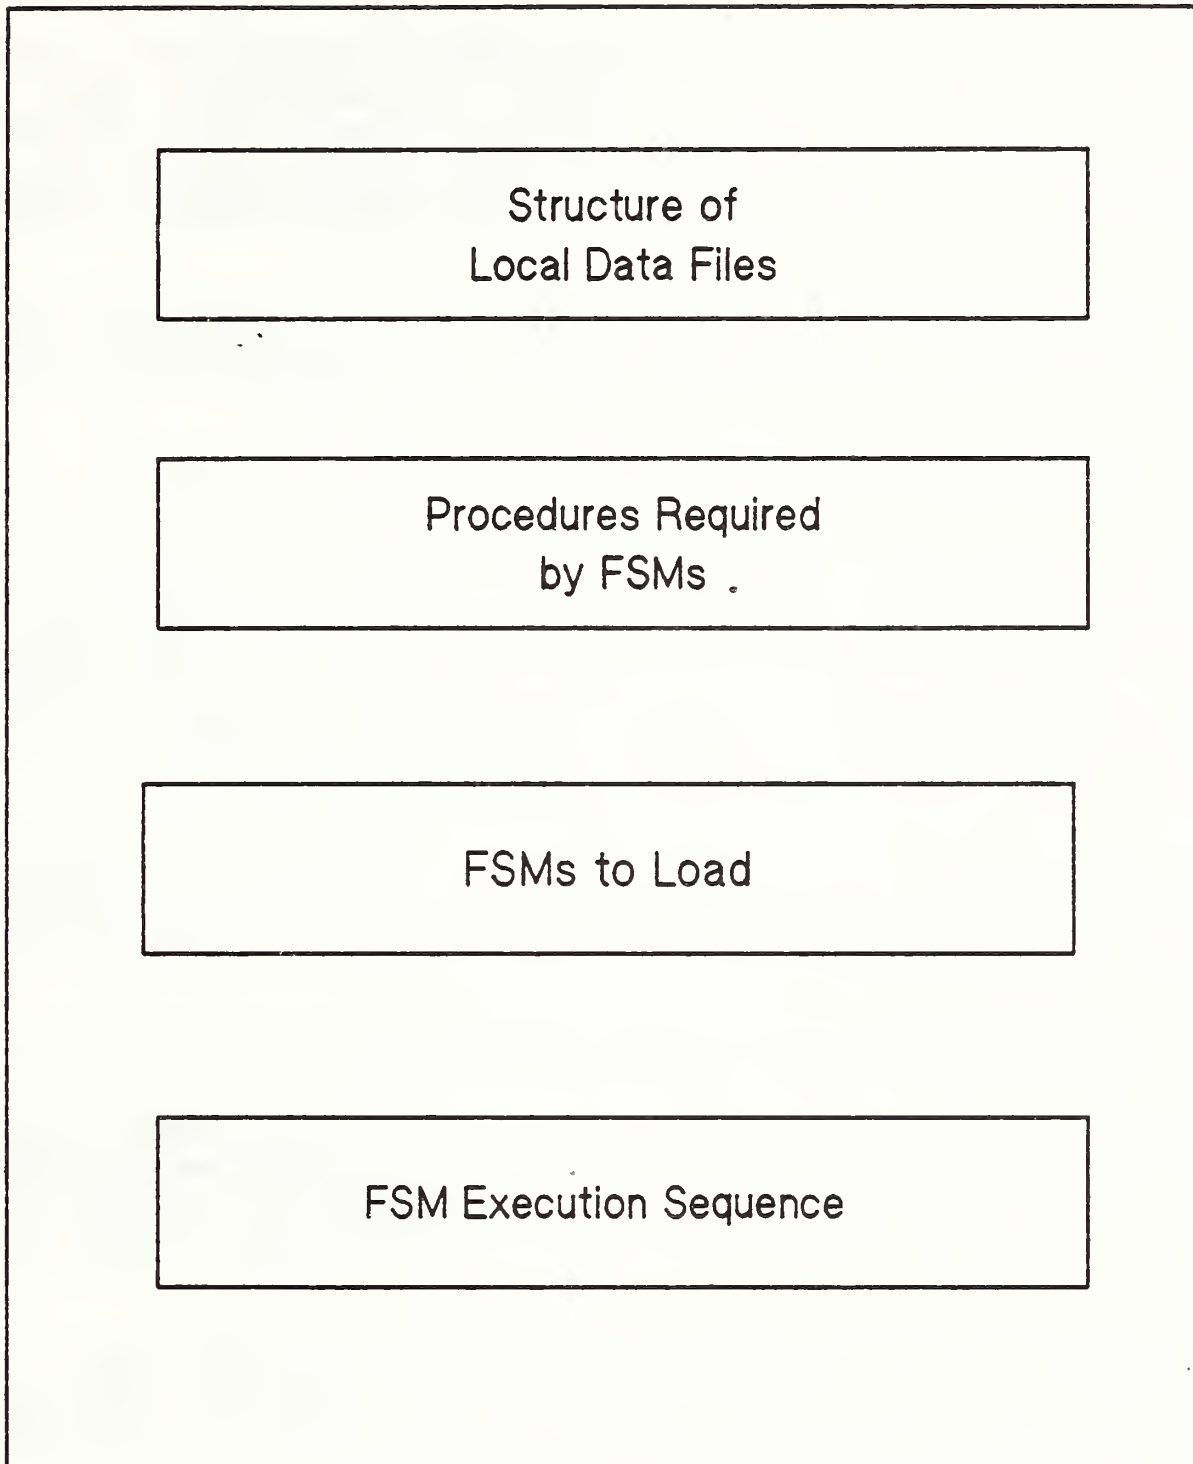 Structure of
Local Data Files
Procedures Required
by FSMs
FSMs to Load
FSM Execution Sequence